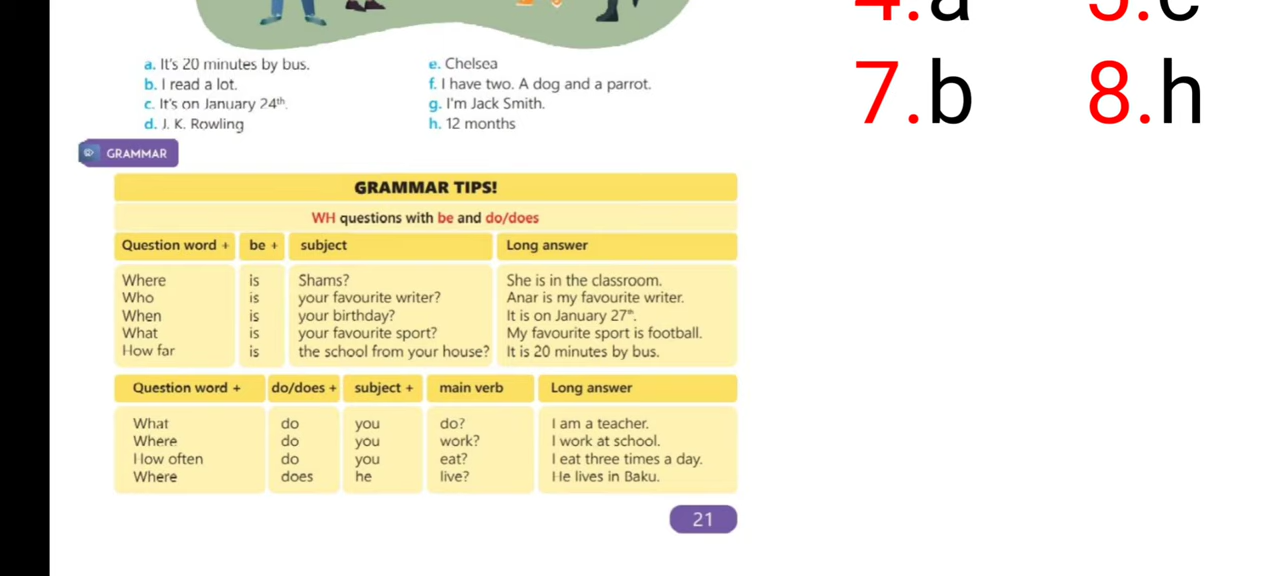 4.a 5.c
7.b 8.h
a. It's 20 minutes by bus.
b. I read a lot.
c. It's on January 24th.
d. J. K. Rowling
e. Chelsea
f. I have two. A dog and a parrot.
g. I'm Jack Smith.
h. 12 months
GRAMMAR
GRAMMAR TIPS!
WH questions with be and do/does
Question word + be + subject Long answer
Where is Shams? She is in the classroom.
Who is your favourite writer? Anar is my favourite writer.
When is your birthday? It is on January 27th.
What is your favourite sport? My favourite sport is football.
How far is the school from your house? It is 20 minutes by bus.
Question word + do/does + subject + main verb Long answer
What do you do? I am a teacher.
Where do you work? I work at school.
How often do you eat? I eat three times a day.
Where does he live? He lives in Baku.
21